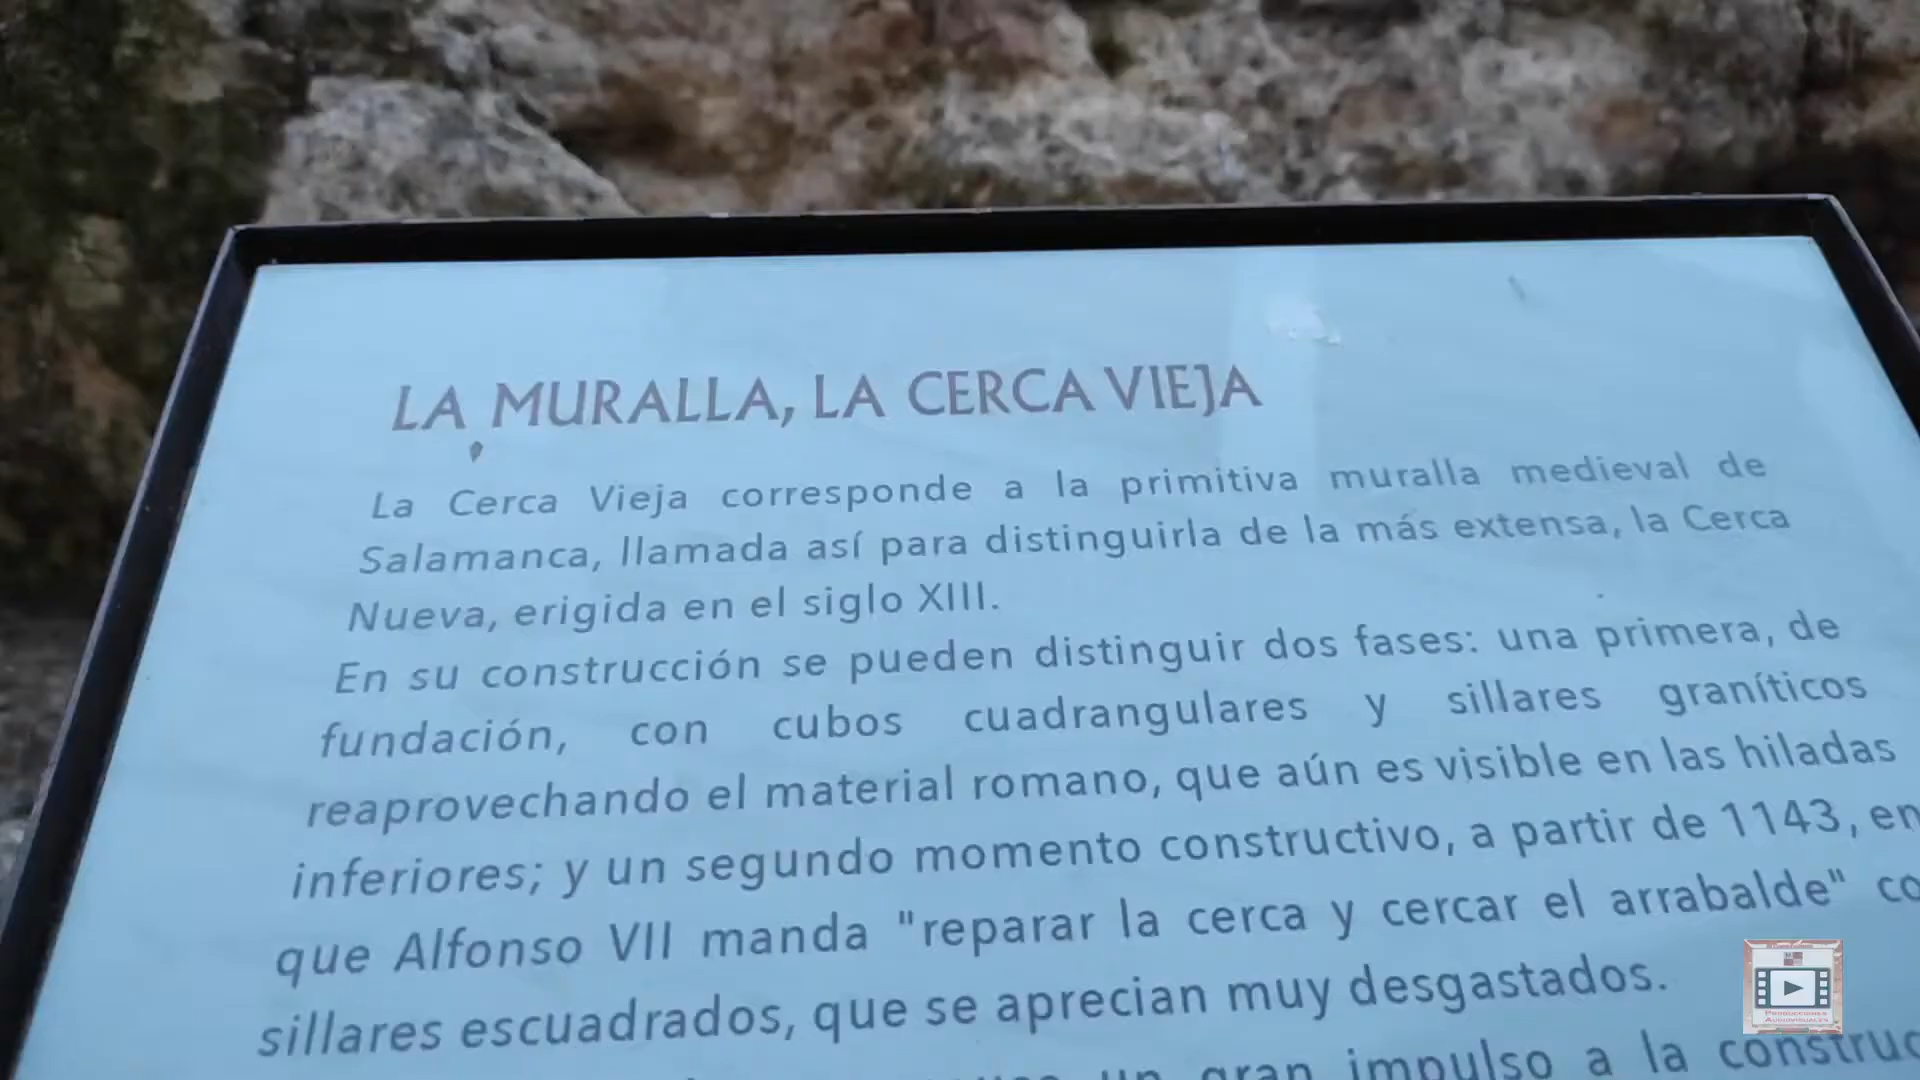 LA MURALLA, LA CERCA VIEJA
La Cerca Vieja corresponde a la primitiva muralla medieval de
Salamanca, llamada así para distinguirla de la más extensa, la Cerca
Nueva, erigida en el siglo XIII.
En su construcción se pueden distinguir dos fases: una primera, de
fundación, con cubos cuadrangulares y sillares graníticos
reaprovechando el material romano, que aún es visible en las hiladas
inferiores; y un segundo momento constructivo, a partir de 1143, en
que Alfonso VII manda "reparar la cerca y cercar el arrabalde" co
sillares escuadrados, que se aprecian muy desgastados.
un gran impulso a la construc
PRODUCCIONES
AUDIOVISUALES